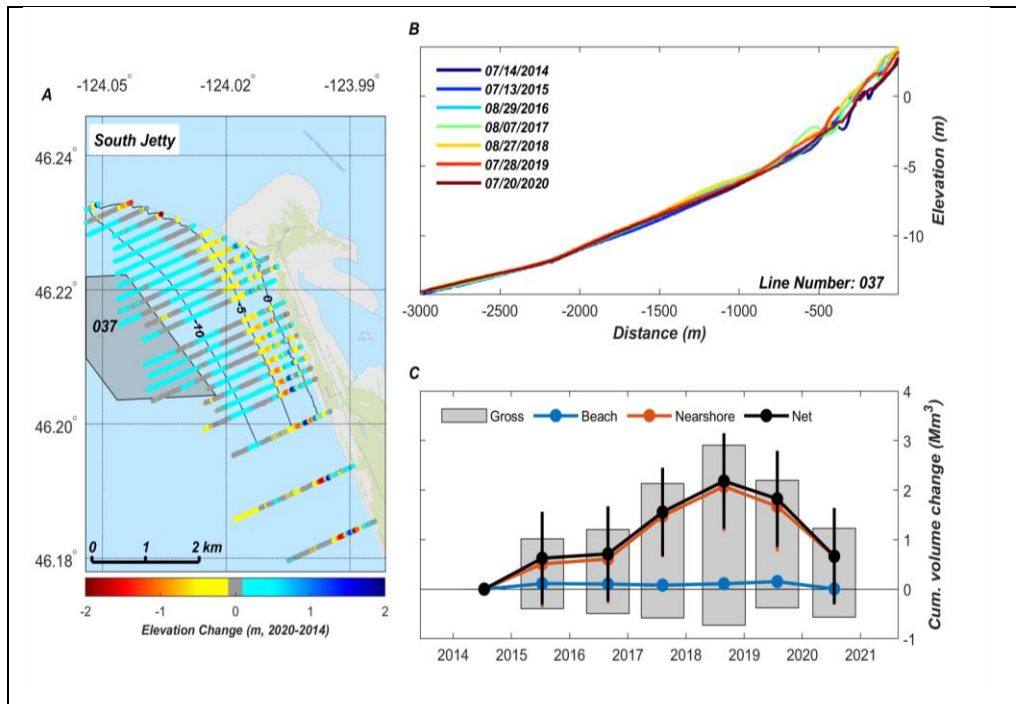 A
-124.05°
-124.02°
-123.99°
South Jetty
46.24°
46.22°
46.20°
46.18°
037
-10
-5
0
0 1 2 km
-2 -1 0 1 2
Elevation Change (m, 2020-2014)
B
07/14/2014
07/13/2015
08/29/2016
08/07/2017
08/27/2018
07/28/2019
07/20/2020
0
-5
-10
Elevation (m)
Line Number: 037
-3000 -2500 -2000 -1500 -1000 -500
Distance (m)
C
Gross Beach Nearshore Net
4
3
2
1
0
-1
Cum. volume change (Mm³)
2014 2015 2016 2017 2018 2019 2020 2021